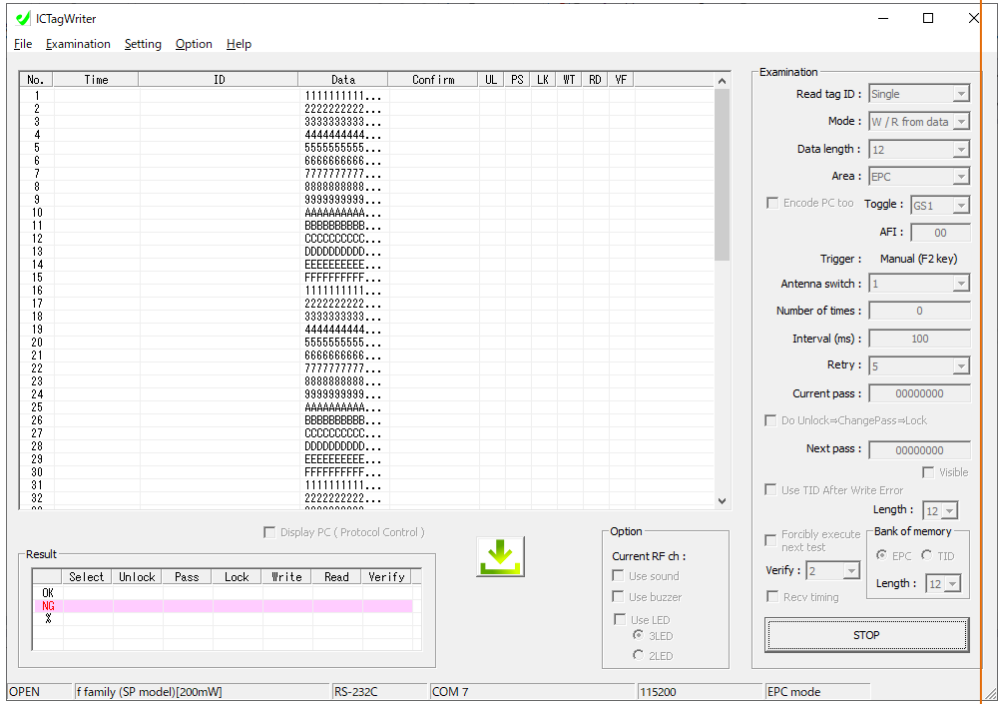 ICTagWriter
File Examination Setting Option Help
No. Time ID Data Confirm UL PS LK WT RD VF
1 1111111111...
2 2222222222...
3 3333333333...
4 4444444444...
5 5555555555...
6 6666666666...
7 7777777777...
8 8888888888...
9 9999999999...
10 AAAAAAAAAA...
11 BBBBBBBBBB...
12 CCCCCCCCCC...
13 DDDDDDDDDD...
14 EEEEEEEEEE...
15 FFFFFFFFFF...
16 1111111111...
17 2222222222...
18 3333333333...
19 4444444444...
20 5555555555...
21 6666666666...
22 7777777777...
23 8888888888...
24 9999999999...
25 AAAAAAAAAA...
26 BBBBBBBBBB...
27 CCCCCCCCCC...
28 DDDDDDDDDD...
29 EEEEEEEEEE...
30 FFFFFFFFFF...
31 1111111111...
32 2222222222...
Display PC ( Protocol Control )
Result
Select Unlock Pass Lock Write Read Verify
OK
NG
%
Option
Current RF ch :
Use sound
Use buzzer
Use LED
3LED
2LED
Examination
Read tag ID : Single
Mode : W / R from data
Data length : 12
Area : EPC
Encode PC too Toggle : GS1
AFI : 00
Trigger : Manual (F2 key)
Antenna switch : 1
Number of times : 0
Interval (ms) : 100
Retry : 5
Current pass : 00000000
Do Unlock⇒ChangePass⇒Lock
Next pass : 00000000
Visible
Use TID After Write Error
Length : 12
Forcibly execute
next test
Verify : 2
Recv timing
Bank of memory
EPC TID
Length : 12
STOP
OPEN f family (SP model)[200mW] RS-232C COM 7 115200 EPC mode